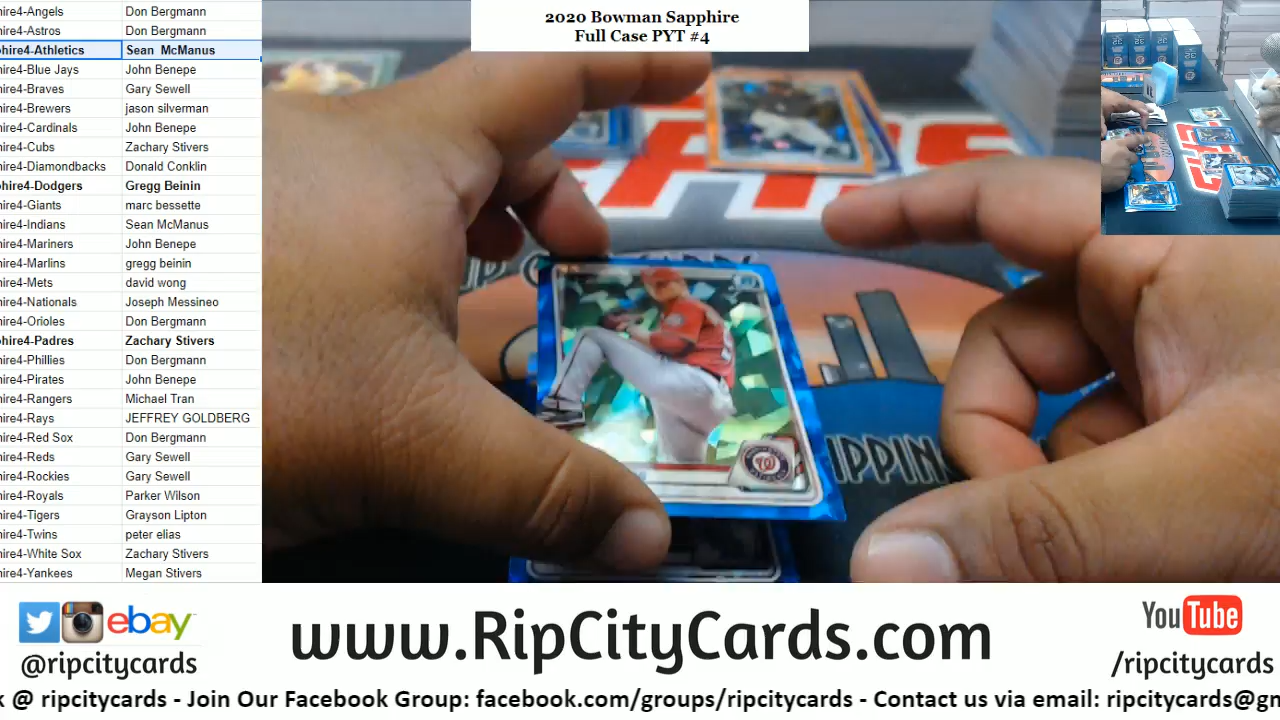 2020 Bowman Sapphire
Full Case PYT #4
hire4-Angels Don Bergmann
hire4-Astros Don Bergmann
phire4-Athletics Sean McManus
hire4-Blue Jays John Benepe
hire4-Braves Gary Sewell
hire4-Brewers jason silverman
hire4-Cardinals John Benepe
hire4-Cubs Zachary Stivers
hire4-Diamondbacks Donald Conklin
phire4-Dodgers Gregg Beinin
hire4-Giants marc bessette
hire4-Indians Sean McManus
hire4-Mariners John Benepe
hire4-Marlins gregg beinin
hire4-Mets david wong
hire4-Nationals Joseph Messineo
hire4-Orioles Don Bergmann
phire4-Padres Zachary Stivers
hire4-Phillies Don Bergmann
hire4-Pirates John Benepe
hire4-Rangers Michael Tran
hire4-Rays JEFFREY GOLDBERG
hire4-Red Sox Don Bergmann
hire4-Reds Gary Sewell
hire4-Rockies Gary Sewell
hire4-Royals Parker Wilson
hire4-Tigers Grayson Lipton
hire4-Twins peter elias
hire4-White Sox Zachary Stivers
hire4-Yankees Megan Stivers
IPPIN
W
ebay
@ripcitycards
www.RipCityCards.com
YouTube
/ripcitycards
k @ ripcitycards - Join Our Facebook Group: facebook.com/groups/ripcitycards - Contact us via email: ripcitycards@gm